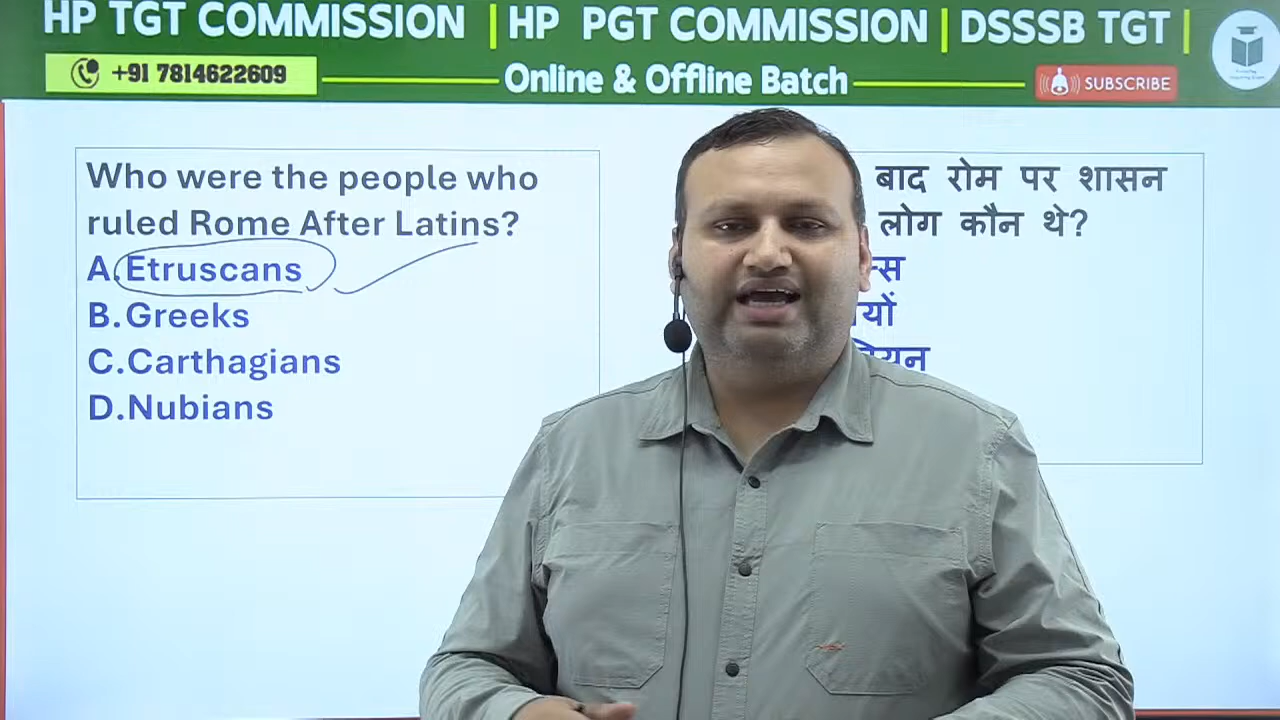 HP TGT COMMISSION | HP PGT COMMISSION | DSSSB TGT |
+91 7814622609
Online & Offline Batch
SUBSCRIBE
Who were the people who
ruled Rome After Latins?
A.Etruscans
B.Greeks
C.Carthagians
D.Nubians
बाद रोम पर शासन
लोग कौन थे?